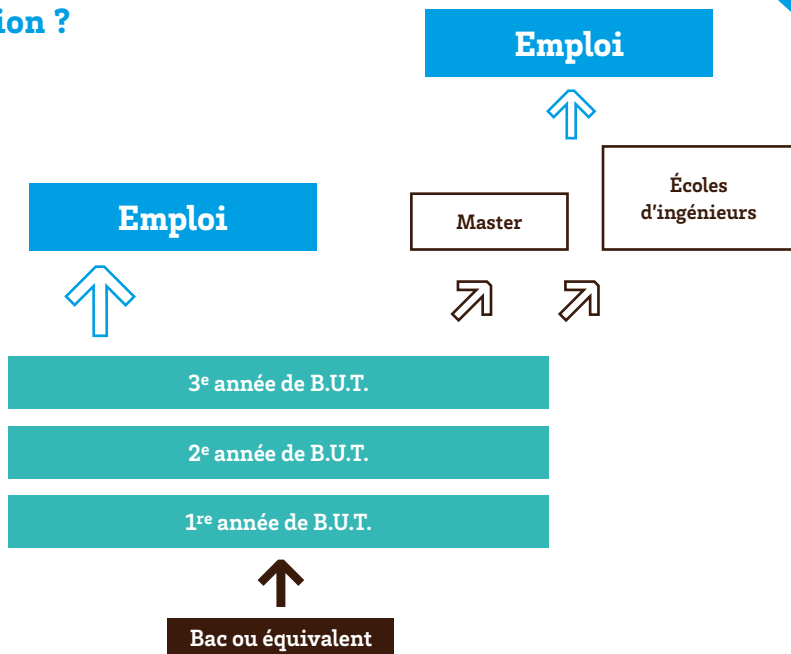 ion ?
Emploi
Écoles
d'ingénieurs
Emploi
Master
3e année de B.U.T.
2e année de B.U.T.
1re année de B.U.T.
Bac ou équivalent